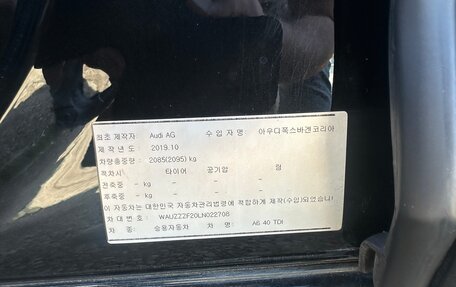 최초 제작자: Audi AG 수 입 자 명 : 아우디폭스바겐코리아
제 작 년 도 : 2019.10
차량총중량 : 2085(2095) kg
적차시 타이어 공기압 림
전축중 - kg - - -
후축중 - kg - - -
이 자동차는 대한민국 자동차관리법령에 적합하게 제작(수입)되었습니
차 대 번 호 : WAUZZZF20LN022708
차 종: 승용자동차 차 명: A6 40 TDI